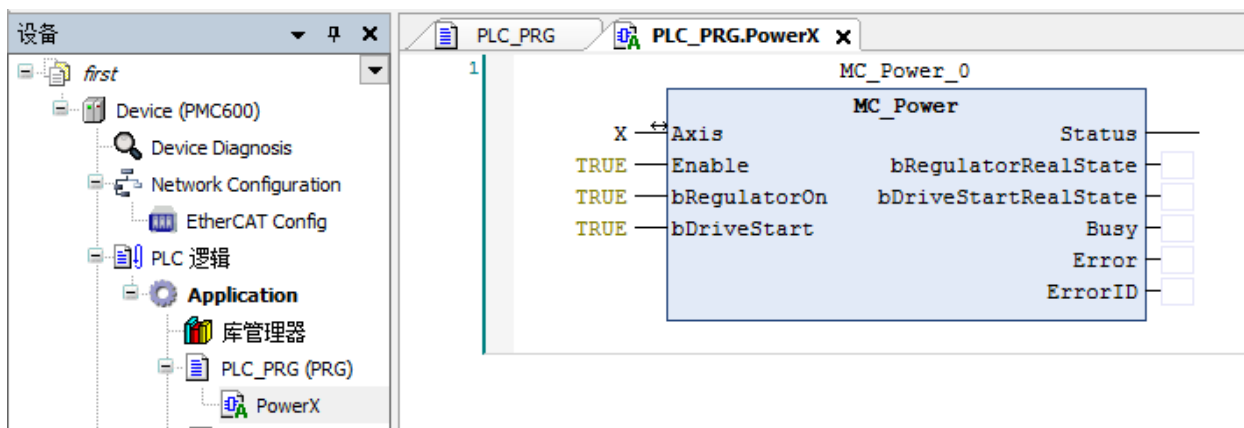 设备
first
Device (PMC600)
Device Diagnosis
Network Configuration
EtherCAT Config
PLC 逻辑
Application
库管理器
PLC_PRG (PRG)
PowerX
PLC_PRG
PLC_PRG.PowerX
1
MC_Power_0
MC_Power
X Axis Status
TRUE Enable bRegulatorRealState
TRUE bRegulatorOn bDriveStartRealState
TRUE bDriveStart Busy
Error
ErrorID